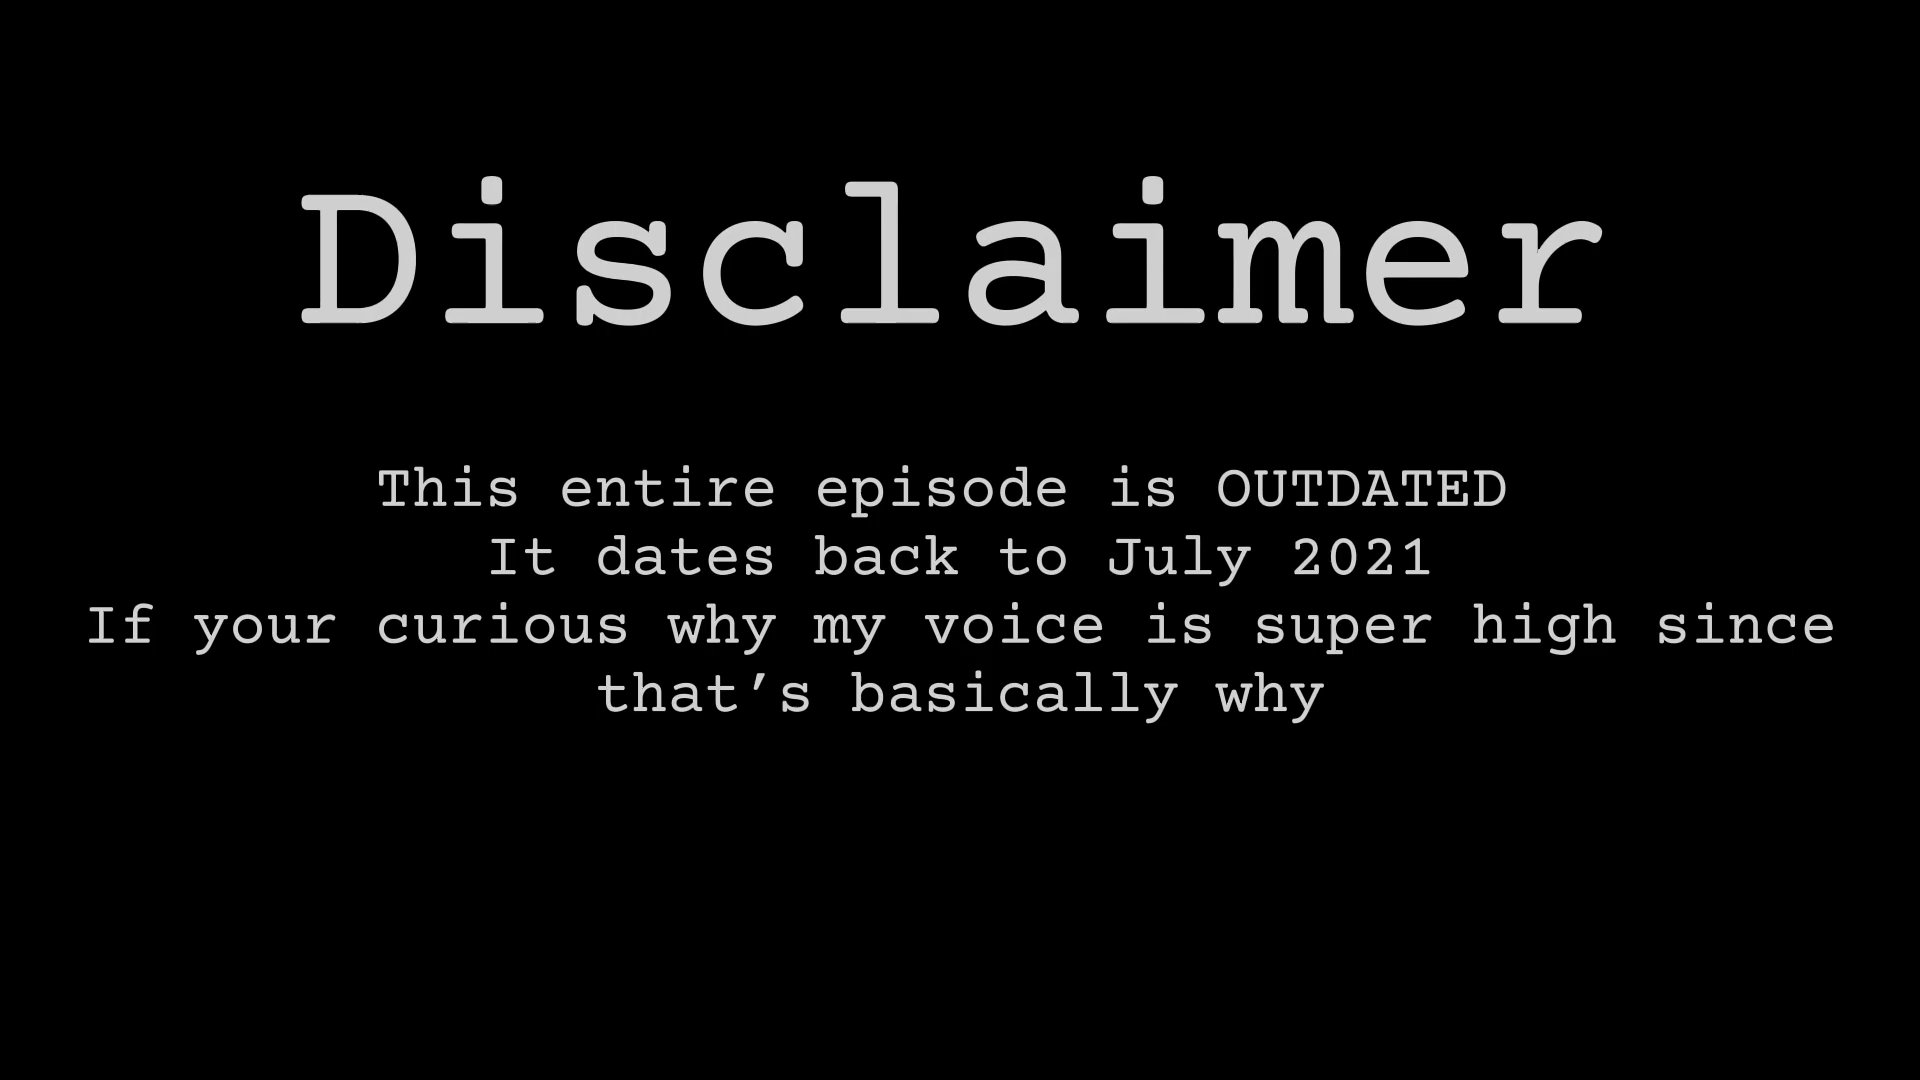 Disclaimer
This entire episode is OUTDATED
It dates back to July 2021
If your curious why my voice is super high since
that’s basically why